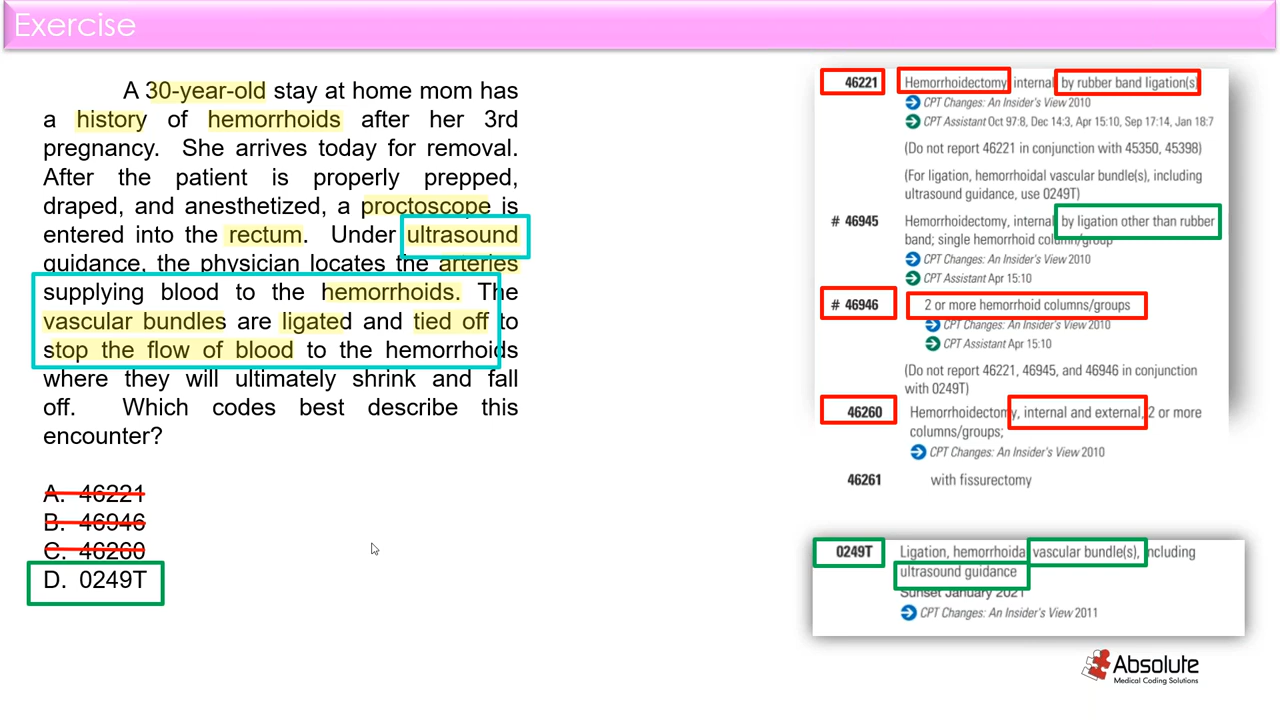 Exercise
A 30-year-old stay at home mom has
a history of hemorrhoids after her 3rd
pregnancy. She arrives today for removal.
After the patient is properly prepped,
draped, and anesthetized, a proctoscope is
entered into the rectum. Under ultrasound
guidance, the physician locates the arteries
supplying blood to the hemorrhoids. The
vascular bundles are ligated and tied off to
stop the flow of blood to the hemorrhoids
where they will ultimately shrink and fall
off. Which codes best describe this
encounter?
A. 46221
B. 46946
C. 46260
D. 0249T
46221 Hemorrhoidectomy, internal, by rubber band ligation(s)
CPT Changes: An Insider's View 2010
CPT Assistant Oct 97:8, Dec 14:3, Apr 15:10, Sep 17:14, Jan 18:7
(Do not report 46221 in conjunction with 45350, 45398)
(For ligation, hemorrhoidal vascular bundle(s), including
ultrasound guidance, use 0249T)
# 46945 Hemorrhoidectomy, internal, by ligation other than rubber
band; single hemorrhoid column/group
CPT Changes: An Insider's View 2010
CPT Assistant Apr 15:10
# 46946 2 or more hemorrhoid columns/groups
CPT Changes: An Insider's View 2010
CPT Assistant Apr 15:10
(Do not report 46221, 46945, and 46946 in conjunction
with 0249T)
46260 Hemorrhoidectomy, internal and external, 2 or more
columns/groups;
CPT Changes: An Insider's View 2010
46261 with fissurectomy
0249T Ligation, hemorrhoidal vascular bundle(s), including
ultrasound guidance
Sunset January 2021
CPT Changes: An Insider's View 2011
Absolute
Medical Coding Solutions